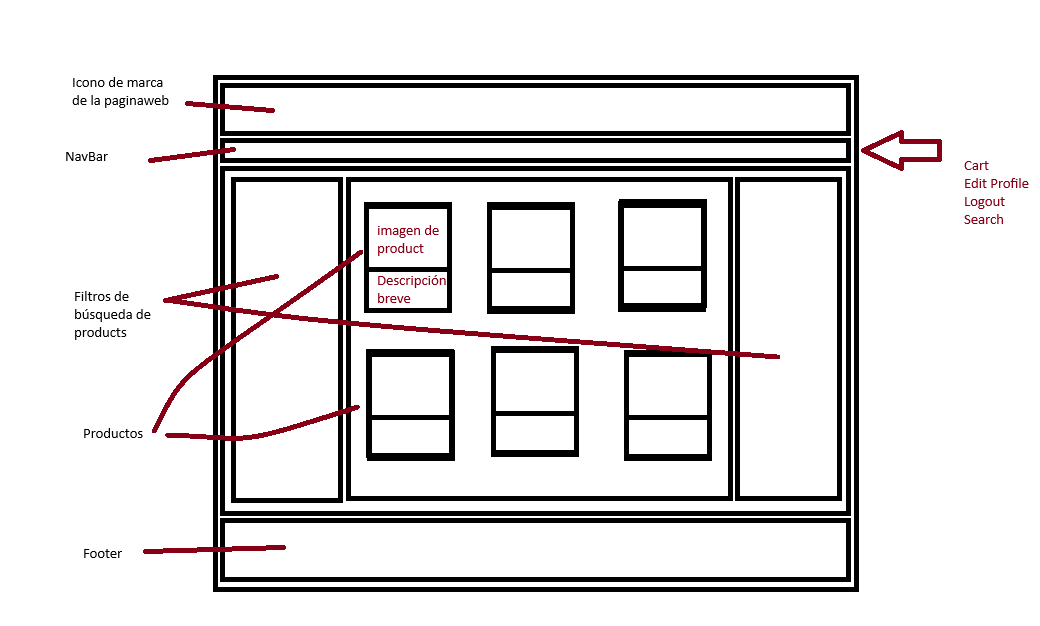 Icono de marca
de la paginaweb
NavBar
Cart
Edit Profile
Logout
Search
imagen de
product
Descripción
breve
Filtros de
búsqueda de
products
Productos
Footer